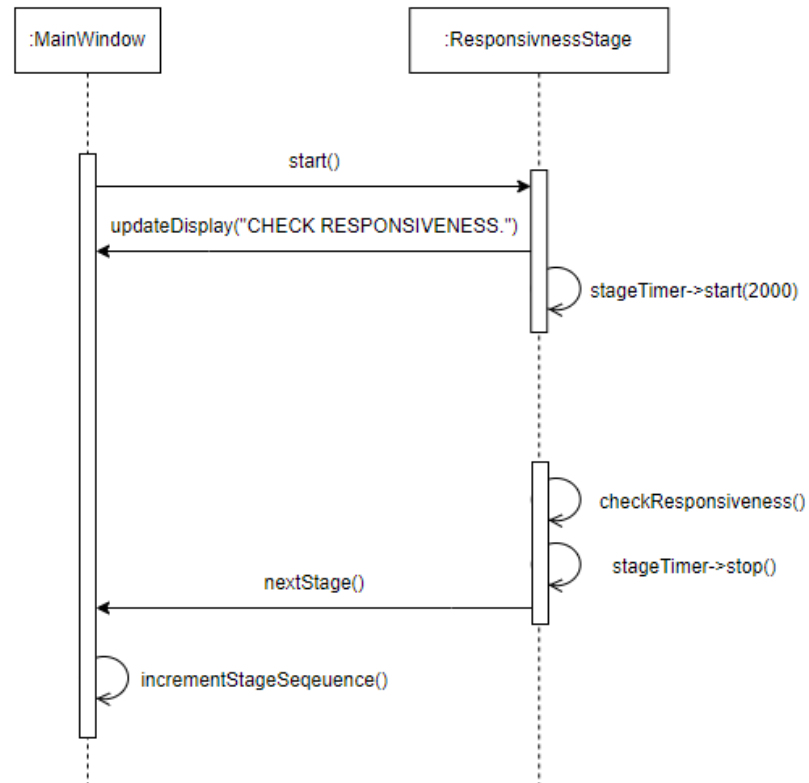 :MainWindow
:ResponsivnessStage
start()
updateDisplay("CHECK RESPONSIVENESS.")
stageTimer->start(2000)
checkResponsiveness()
stageTimer->stop()
nextStage()
incrementStageSeqeuence()